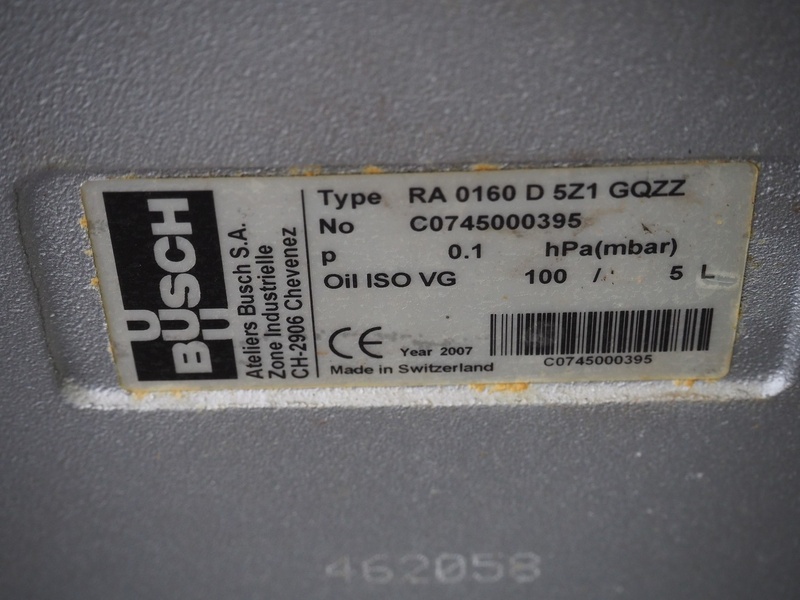 BUSCH
Ateliers Busch S.A.
Zone Industrielle
CH-2906 Chevenez
Type RA 0160 D 5Z1 GQZZ
No C0745000395
p 0.1 hPa(mbar)
Oil ISO VG 100 / 5 L
CE Year 2007
Made in Switzerland
C0745000395
462058